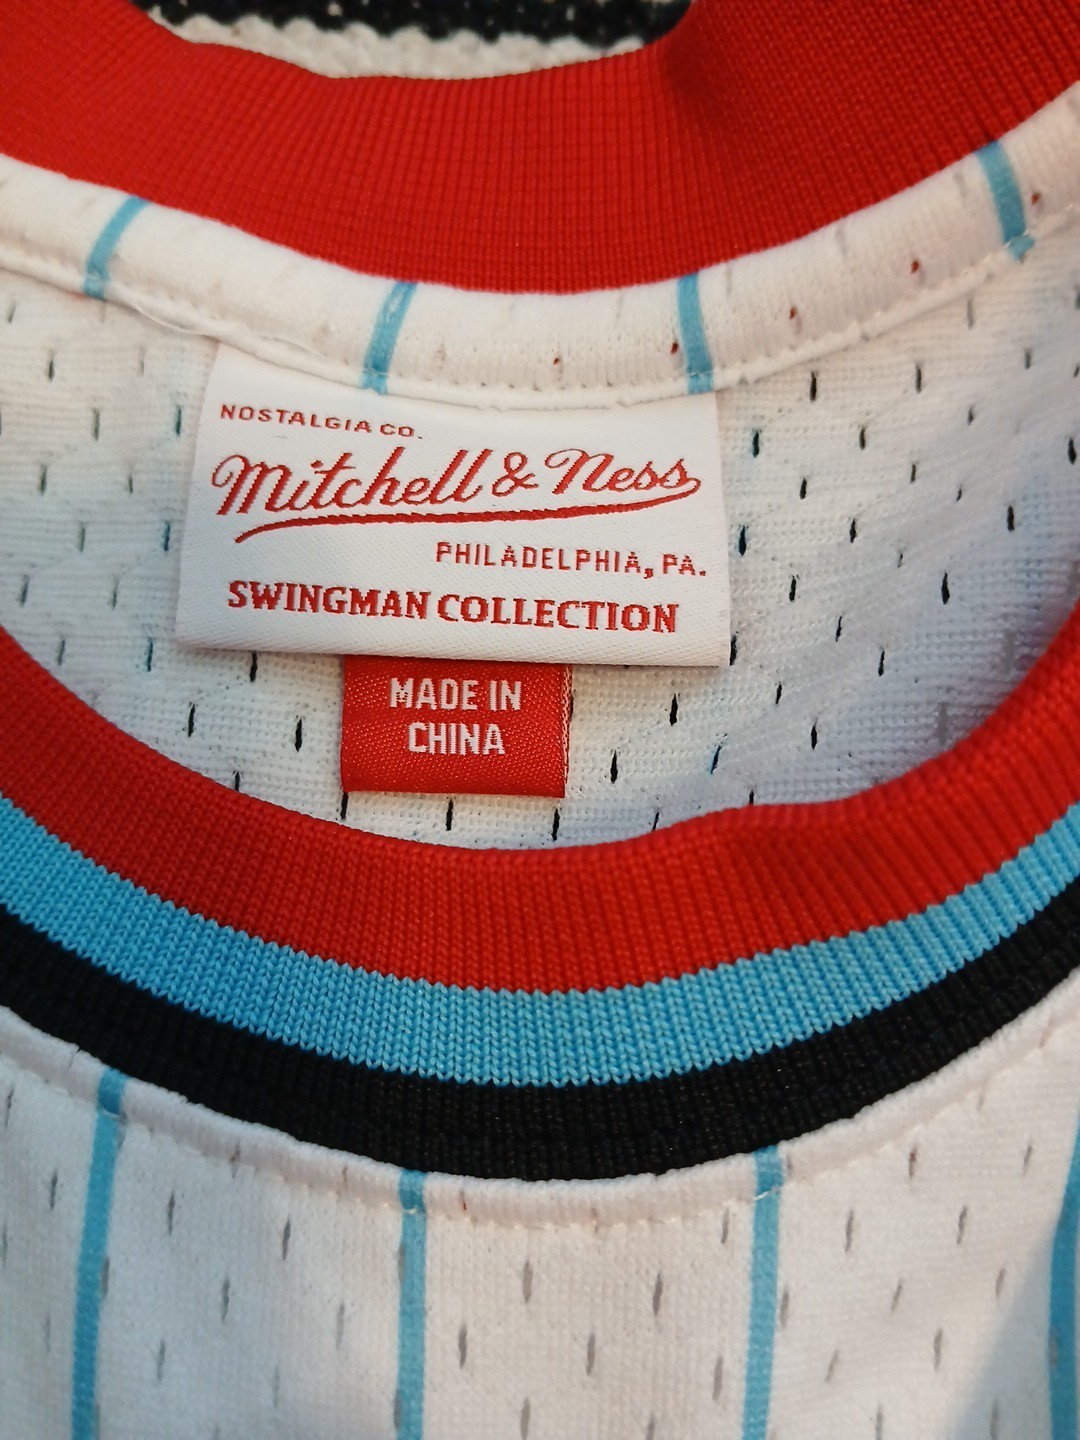 NOSTALGIA CO.
Mitchell & Ness
PHILADELPHIA, PA.
SWINGMAN COLLECTION
MADE IN
CHINA